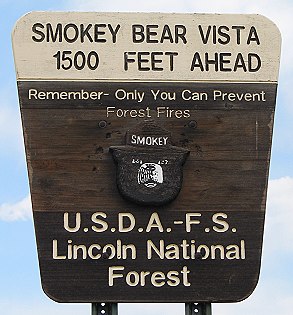 SMOKEY BEAR VISTA
1500 FEET AHEAD
Remember- Only You Can Prevent
Forest Fires
SMOKEY
U.S.D.A.-F.S.
Lincoln National
Forest